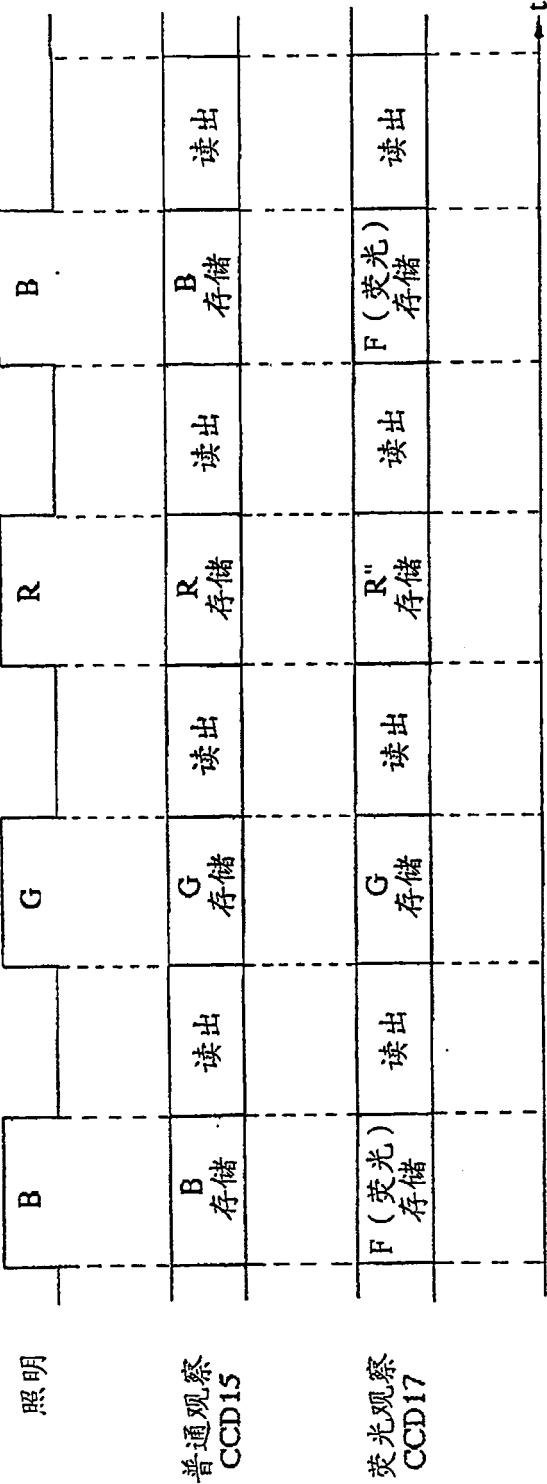 照明
B
G
R
B
普通观察
CCD15
B
存储
读出
G
存储
读出
R
存储
读出
B
存储
读出
荧光观察
CCD17
F(荧光)
存储
读出
G
存储
读出
R"
存储
读出
F(荧光)
存储
读出
t